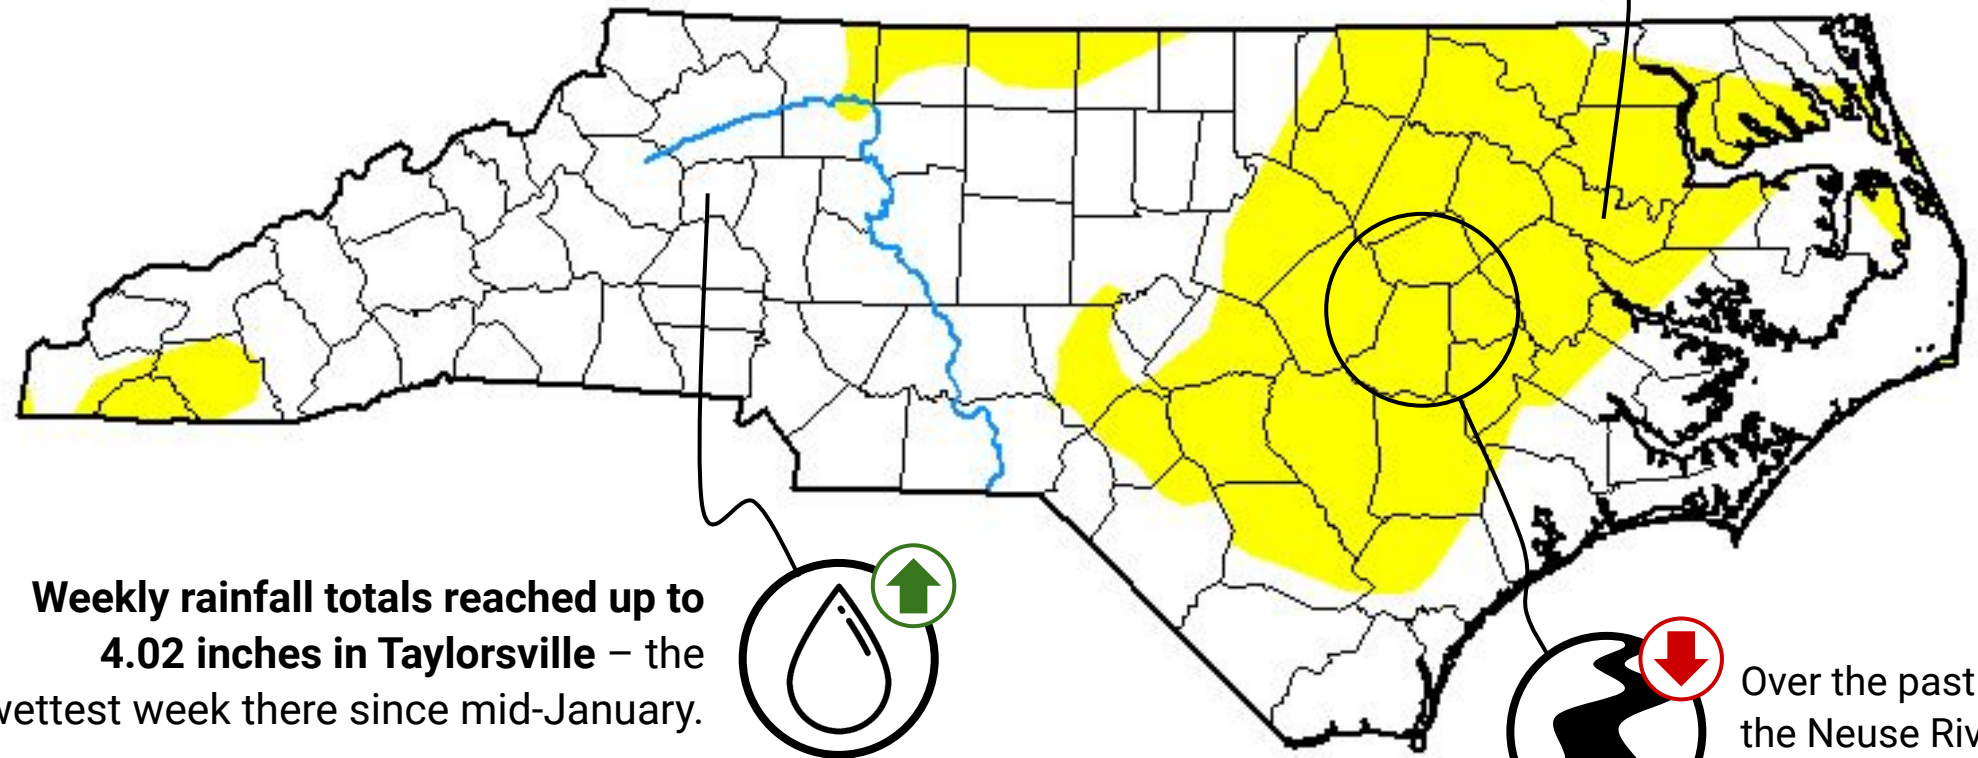 Weekly rainfall totals reached up to
4.02 inches in Taylorsville – the
wettest week there since mid-January.
Over the past
the Neuse Riv